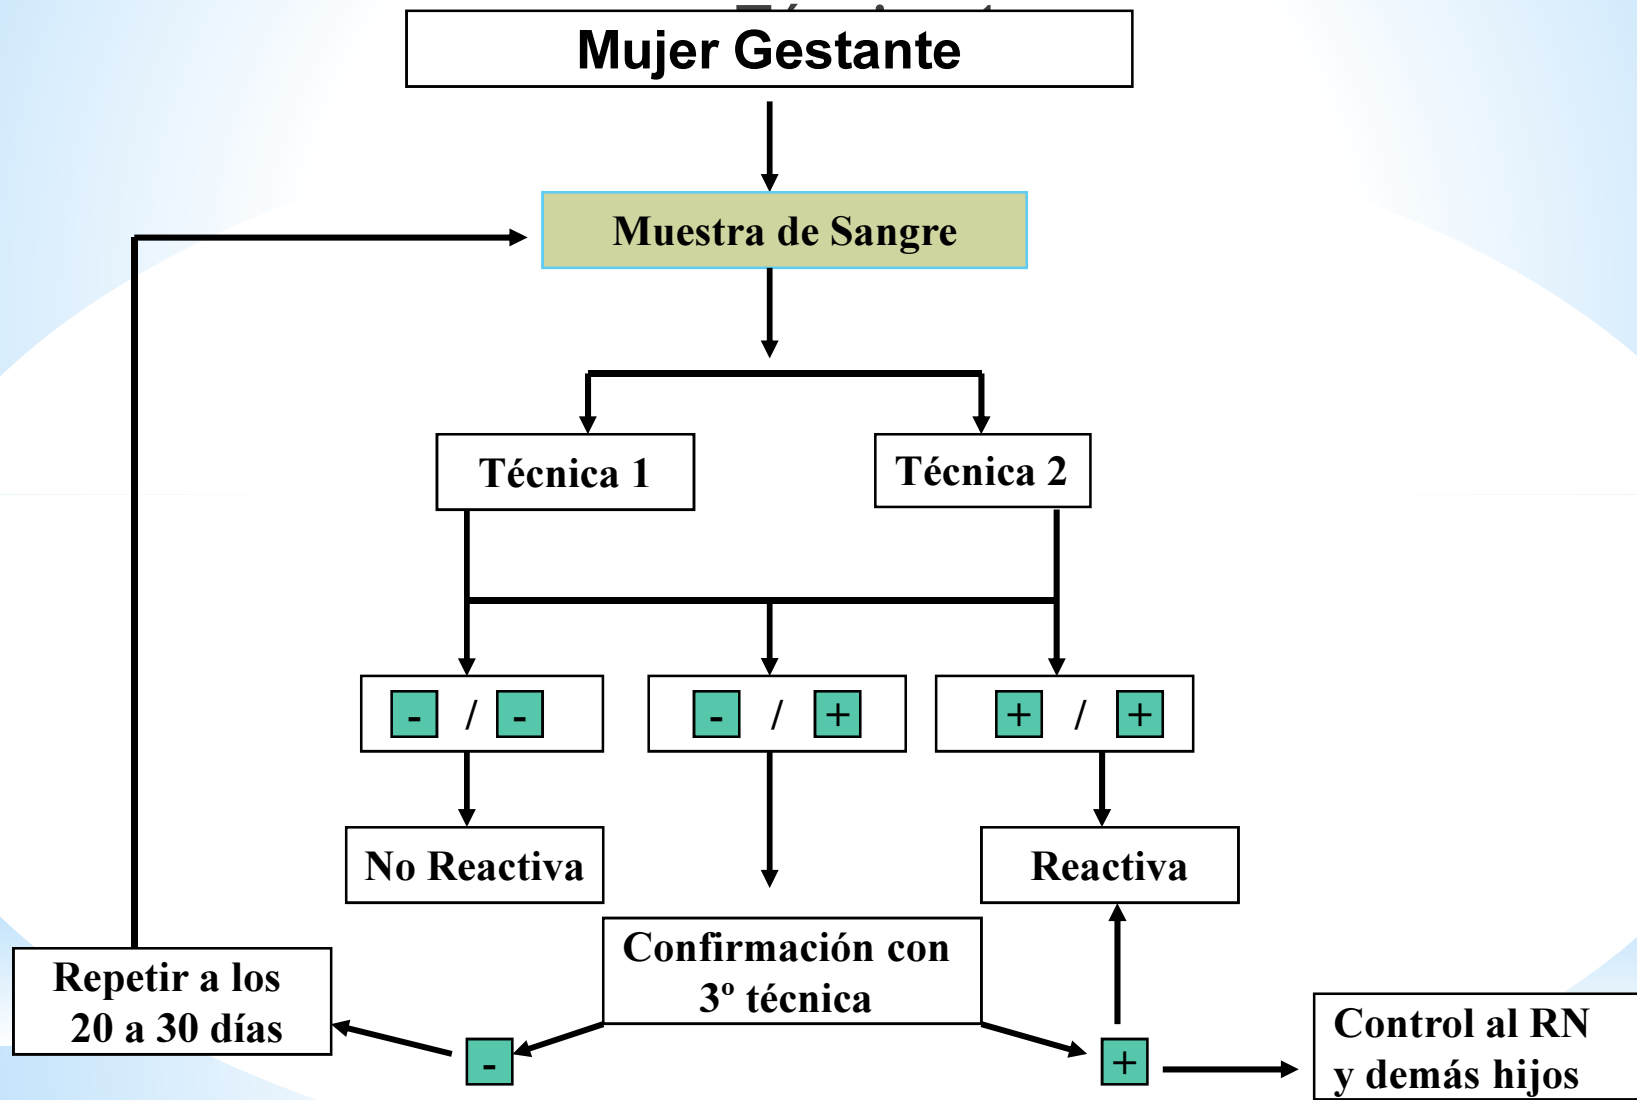 Mujer Gestante
Muestra de Sangre
Técnica 1
Técnica 2
- / -
- / +
+ / +
No Reactiva
Reactiva
Confirmación con
3º técnica
Repetir a los
20 a 30 días
-
+
Control al RN
y demás hijos